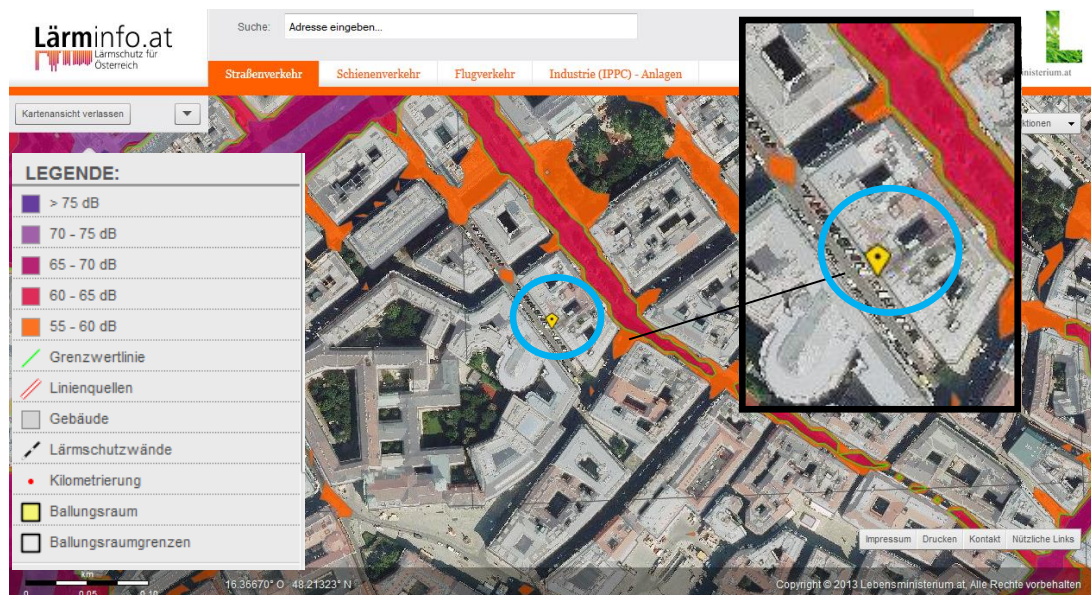 Lärminfo.at
Lärmschutz für
Österreich
Suche: Adresse eingeben...
Straßenverkehr Schienenverkehr Flugverkehr Industrie (IPPC) - Anlagen
ministerium.at
Kartenansicht verlassen
ktionen
LEGENDE:
> 75 dB
70 - 75 dB
65 - 70 dB
60 - 65 dB
55 - 60 dB
Grenzwertlinie
Linienquellen
Gebäude
Lärmschutzwände
Kilometrierung
Ballungsraum
Ballungsraumgrenzen
Impressum Drucken Kontakt Nützliche Links
km
0 0.05 0.10
16.36670° O 48.21323° N
Copyright © 2013 Lebensministerium.at, Alle Rechte vorbehalten